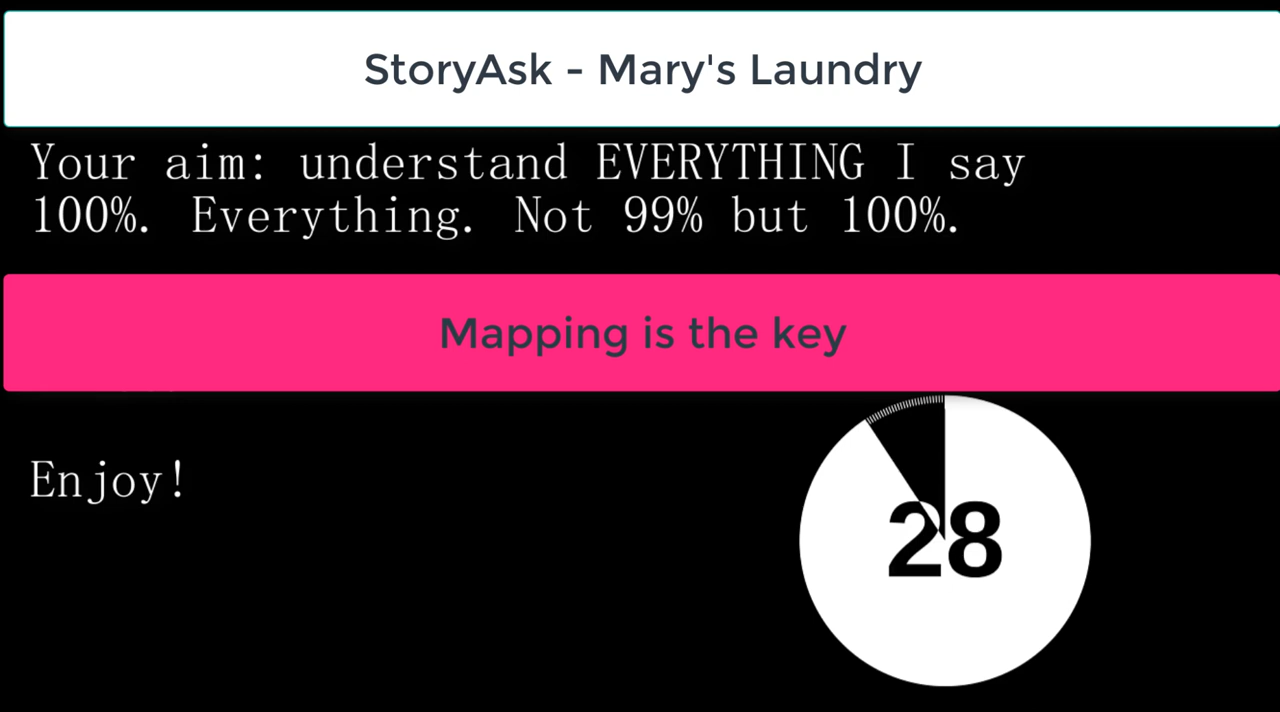 StoryAsk - Mary's Laundry
Your aim: understand EVERYTHING I say
100%. Everything. Not 99% but 100%.
Mapping is the key
Enjoy!
28